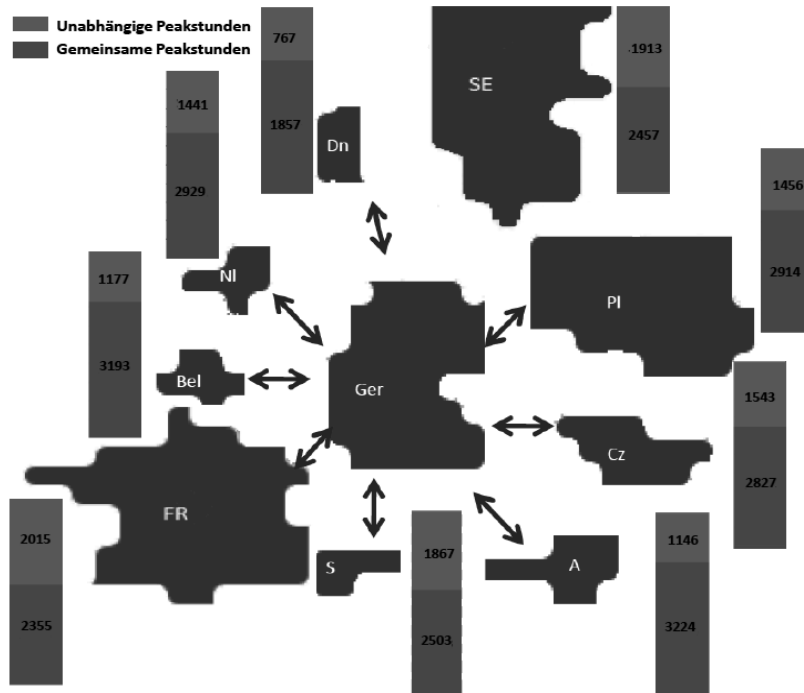 Unabhängige Peakstunden
Gemeinsame Peakstunden
767
1857
Dn
SE
1913
2457
1441
2929
Nl
1456
2914
Pl
1177
3193
Bel
Ger
1543
2827
Cz
FR
2015
2355
S
1867
2503
A
1146
3224